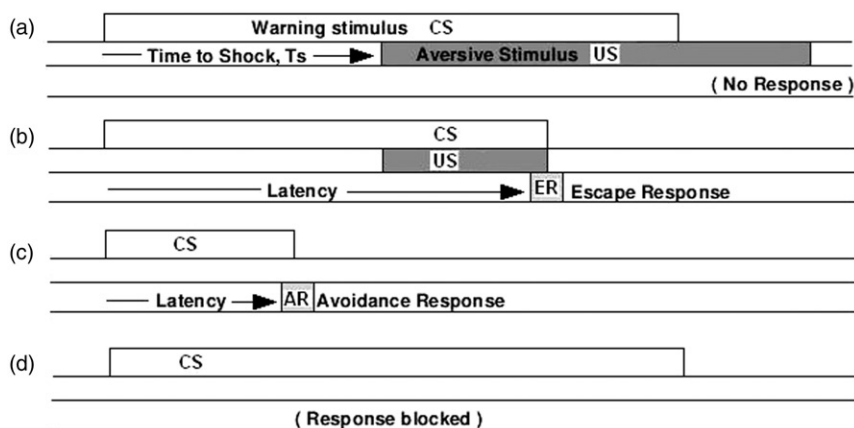 (a) Warning stimulus CS
Time to Shock, Ts Aversive Stimulus US
( No Response )
(b) CS
US
Latency ER Escape Response
(c) CS
Latency AR Avoidance Response
(d) CS
( Response blocked )